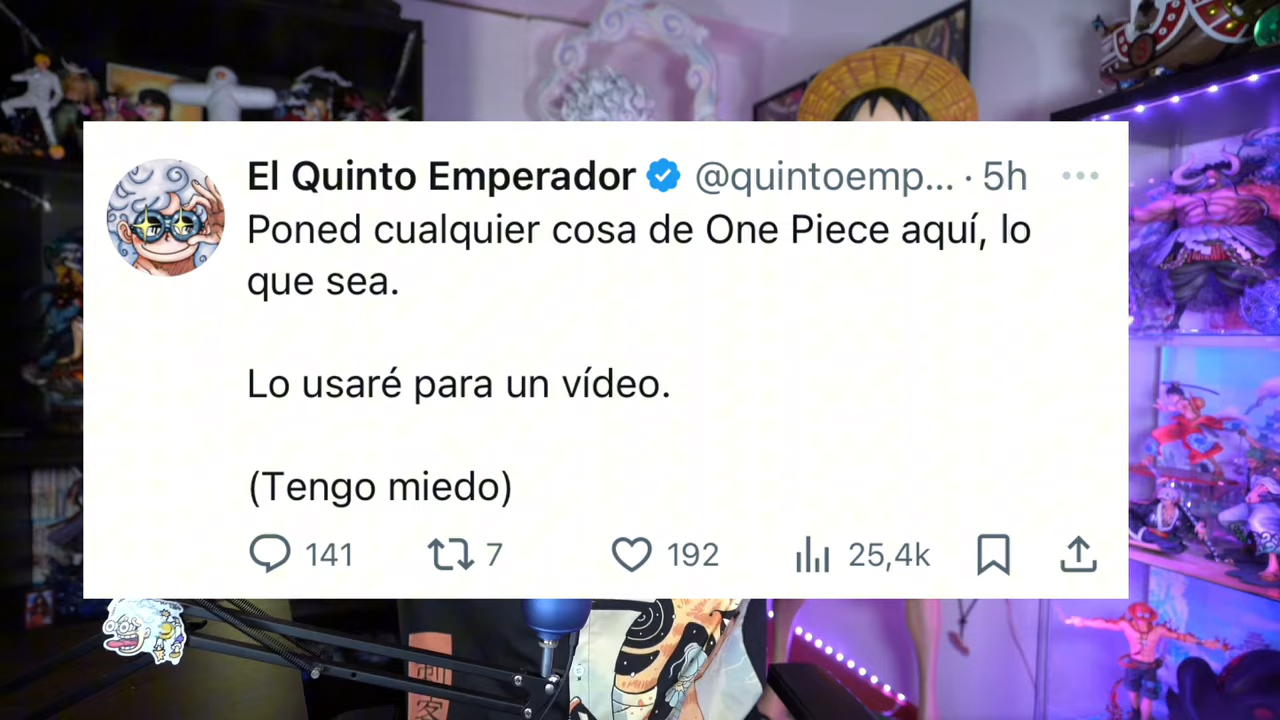 El Quinto Emperador @quintoemp... · 5h
Poned cualquier cosa de One Piece aquí, lo
que sea.
Lo usaré para un vídeo.
(Tengo miedo)
141 7 192 25,4k
客